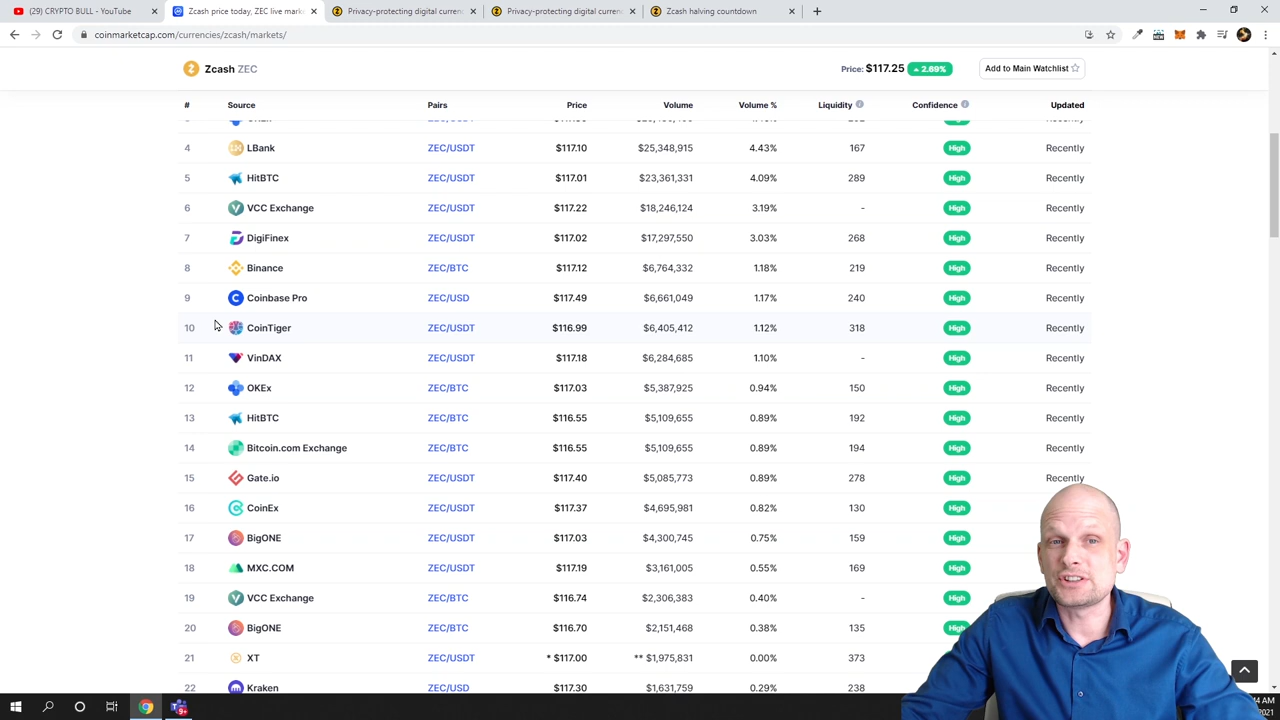 (29) CRYPTO BULL - YouTube
Zcash price today, ZEC live market
Privacy-protecting digital currenc
Privacy-protecting digital currenc
Zcash halving countdown
coinmarketcap.com/currencies/zcash/markets/
Zcash ZEC
Price: $117.25 2.69%
Add to Main Watchlist
# Source Pairs Price Volume Volume % Liquidity Confidence Updated
4 LBank ZEC/USDT $117.10 $25,348,915 4.43% 167 High Recently
5 HitBTC ZEC/USDT $117.01 $23,361,331 4.09% 289 High Recently
6 VCC Exchange ZEC/USDT $117.22 $18,246,124 3.19% - High Recently
7 DigiFinex ZEC/USDT $117.02 $17,297,550 3.03% 268 High Recently
8 Binance ZEC/BTC $117.12 $6,764,332 1.18% 219 High Recently
9 Coinbase Pro ZEC/USD $117.49 $6,661,049 1.17% 240 High Recently
10 CoinTiger ZEC/USDT $116.99 $6,405,412 1.12% 318 High Recently
11 VinDAX ZEC/USDT $117.18 $6,284,685 1.10% - High Recently
12 OKEx ZEC/BTC $117.03 $5,387,925 0.94% 150 High Recently
13 HitBTC ZEC/BTC $116.55 $5,109,655 0.89% 192 High Recently
14 Bitcoin.com Exchange ZEC/BTC $116.55 $5,109,655 0.89% 194 High Recently
15 Gate.io ZEC/USDT $117.40 $5,085,773 0.89% 278 High Recently
16 CoinEx ZEC/USDT $117.37 $4,695,981 0.82% 130 High
17 BigONE ZEC/USDT $117.03 $4,300,745 0.75% 159 High
18 MXC.COM ZEC/USDT $117.19 $3,161,005 0.55% 169 High
19 VCC Exchange ZEC/BTC $116.74 $2,306,383 0.40% - High
20 BigONE ZEC/BTC $116.70 $2,151,468 0.38% 135 High
21 XT ZEC/USDT * $117.00 ** $1,975,831 0.00% 373
22 Kraken ZEC/USD $117.30 $1,631,759 0.29% 238